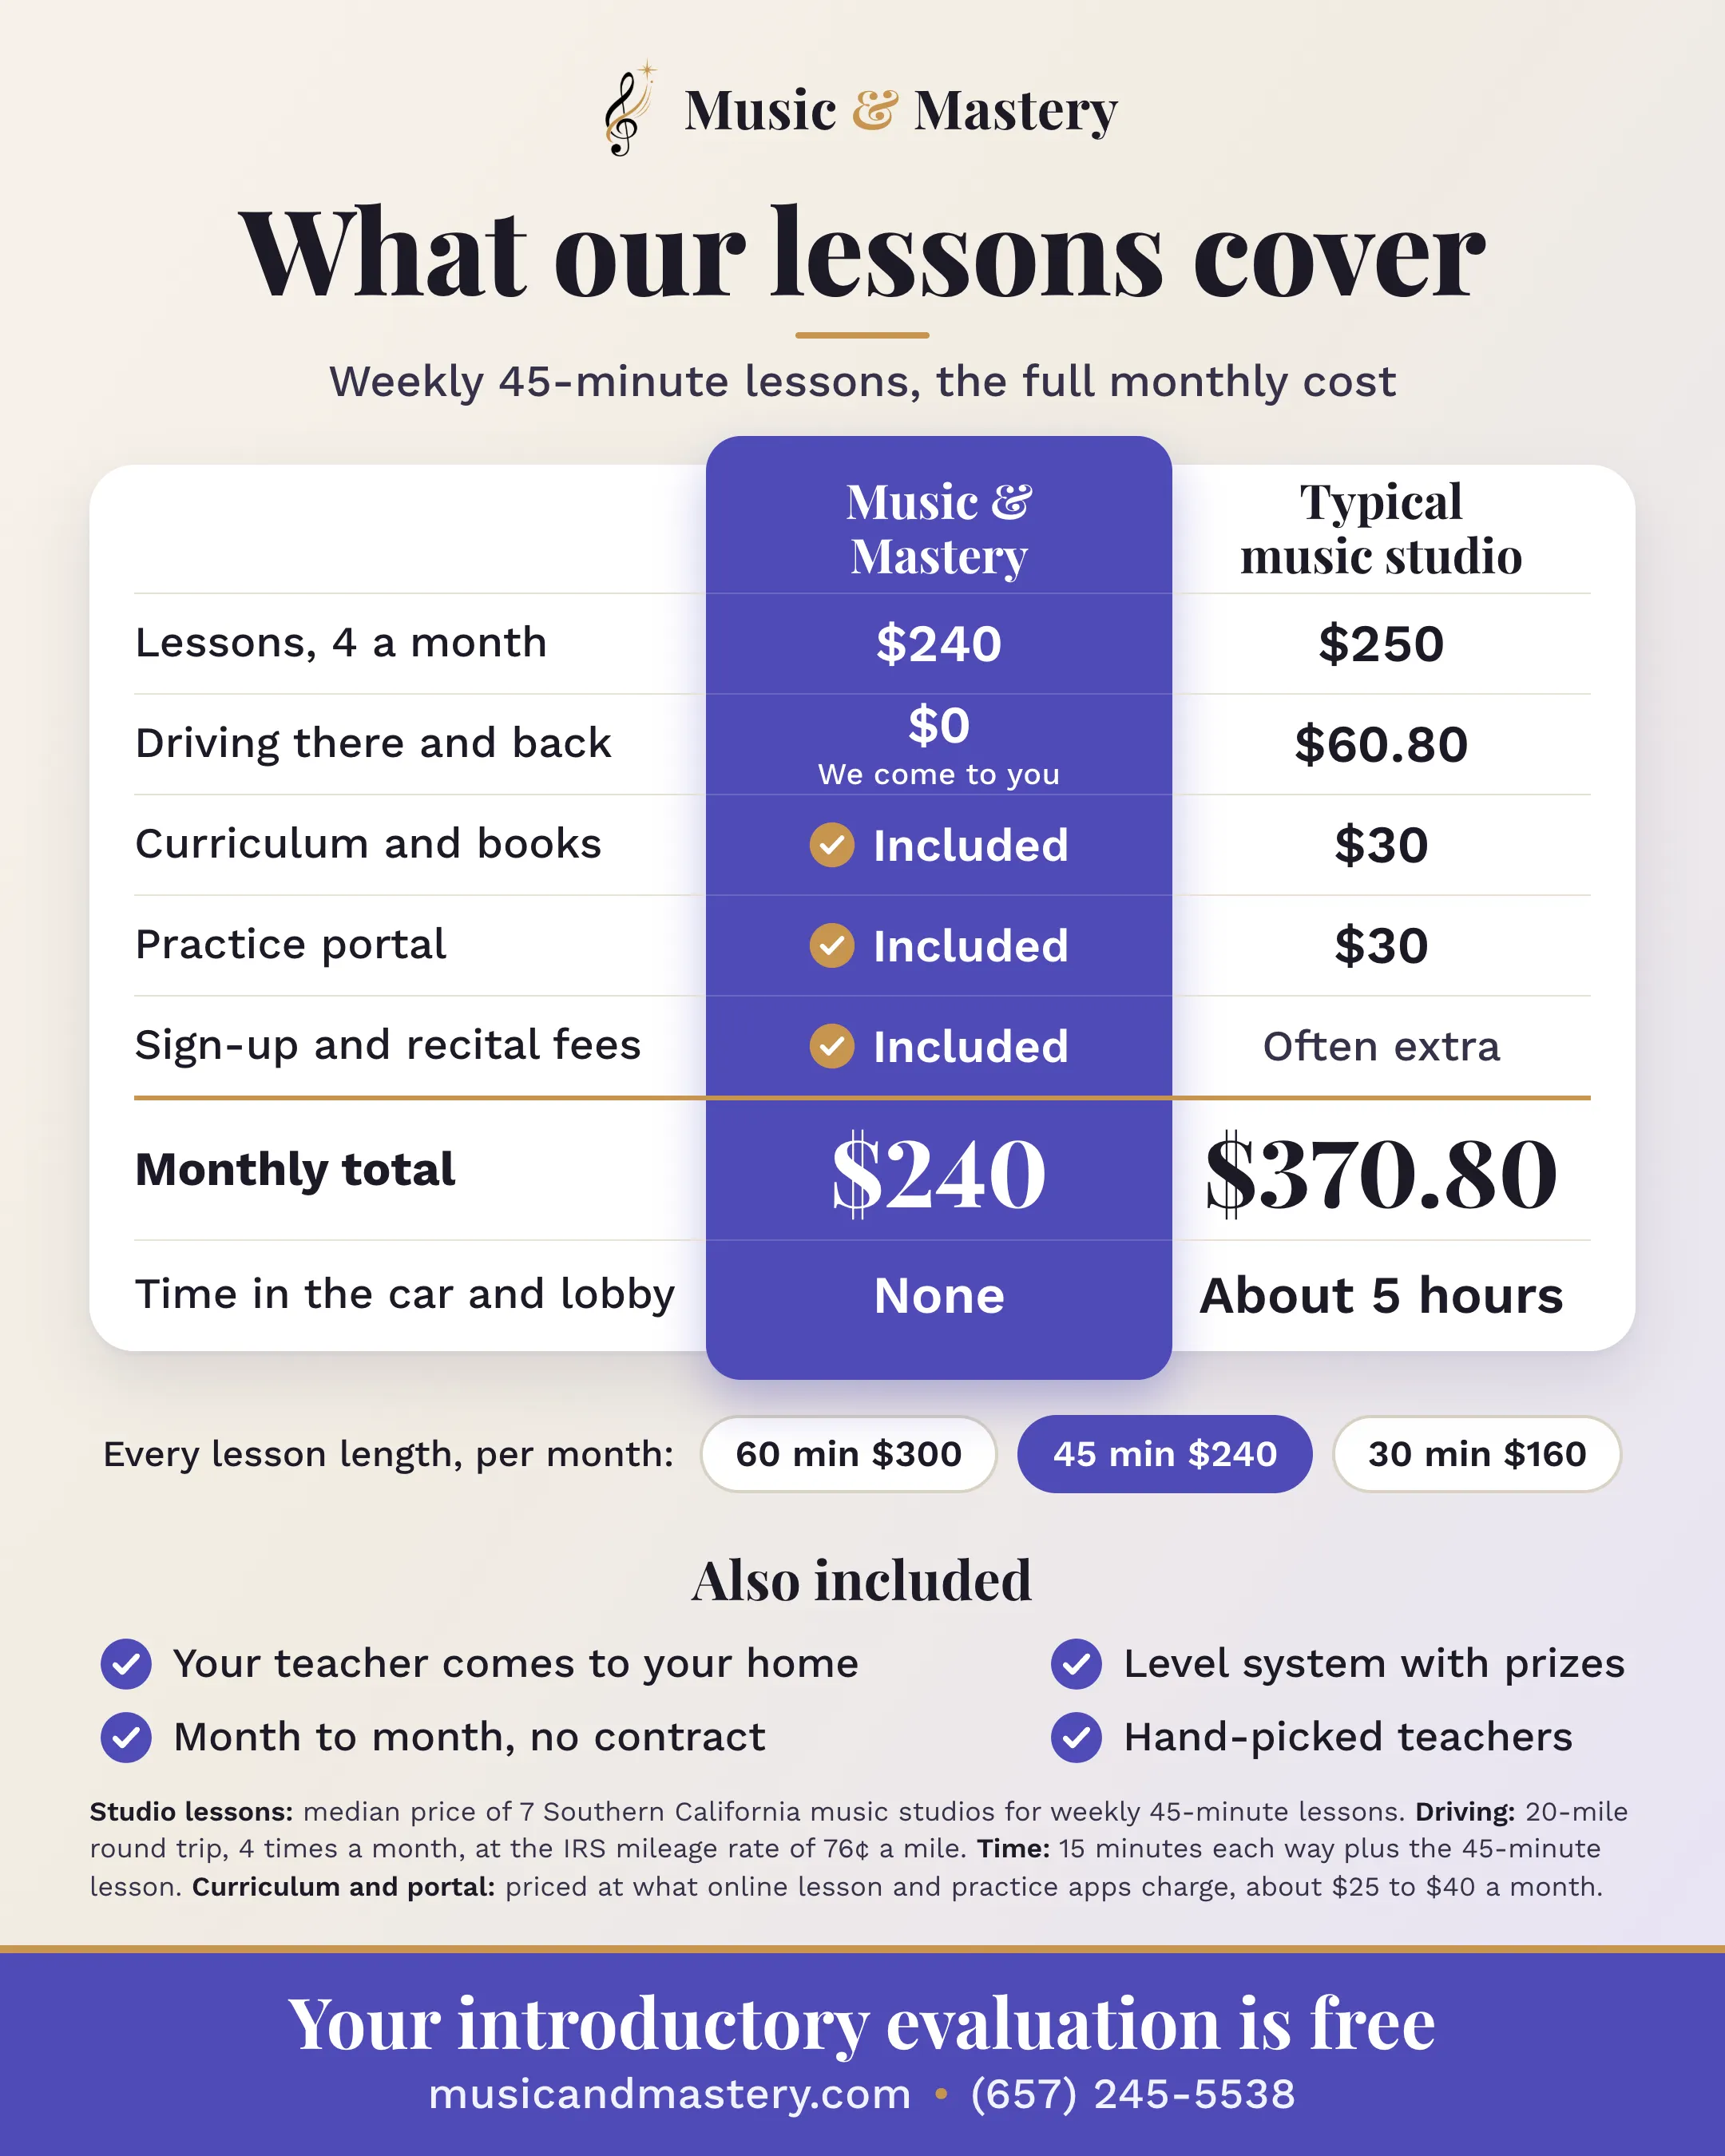 Music & Mastery
What our lessons cover
Weekly 45-minute lessons, the full monthly cost
Music &
Mastery
Typical
music studio
Lessons, 4 a month $240 $250
Driving there and back $0 $60.80
We come to you
Curriculum and books Included $30
Practice portal Included $30
Sign-up and recital fees Included Often extra
Monthly total $240 $370.80
Time in the car and lobby None About 5 hours
Every lesson length, per month: 60 min $300 45 min $240 30 min $160
Also included
Your teacher comes to your home Level system with prizes
Month to month, no contract Hand-picked teachers
Studio lessons: median price of 7 Southern California music studios for weekly 45-minute lessons. Driving: 20-mile
round trip, 4 times a month, at the IRS mileage rate of 76¢ a mile. Time: 15 minutes each way plus the 45-minute
lesson. Curriculum and portal: priced at what online lesson and practice apps charge, about $25 to $40 a month.
Your introductory evaluation is free
musicandmastery.com • (657) 245-5538